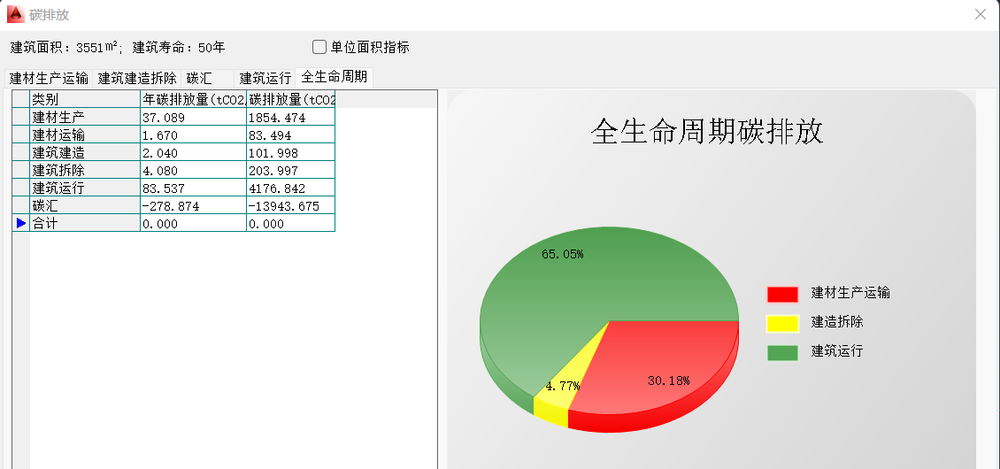 碳排放
建筑面积：3551㎡；建筑寿命：50年 单位面积指标
建材生产运输 建筑建造拆除 碳汇 建筑运行 全生命周期
类别 年碳排放量(tCO2 碳排放量(tCO2
建材生产 37.089 1854.474
建材运输 1.670 83.494
建筑建造 2.040 101.998
建筑拆除 4.080 203.997
建筑运行 83.537 4176.842
碳汇 -278.874 -13943.675
合计 0.000 0.000
全生命周期碳排放
65.05%
4.77%
30.18%
建材生产运输
建造拆除
建筑运行